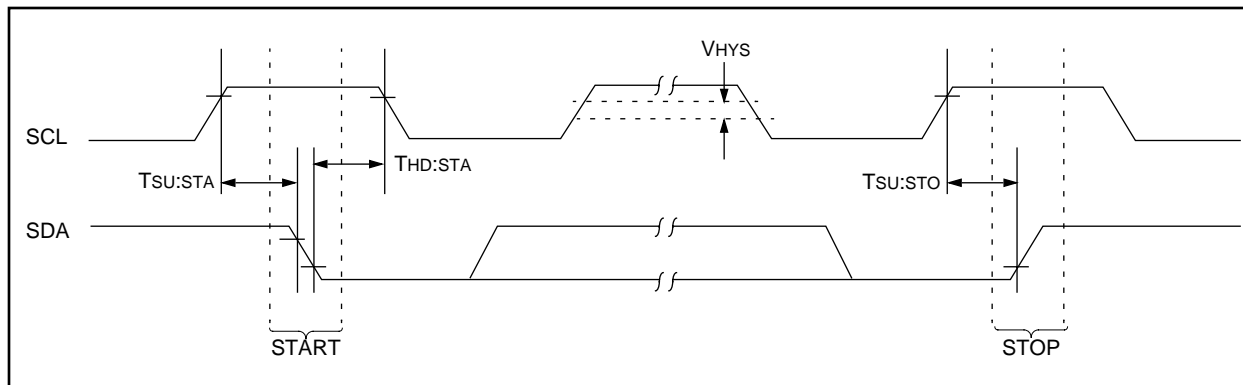 VHYS
SCL
THD:STA
TSU:STA
TSU:STO
SDA
START
STOP